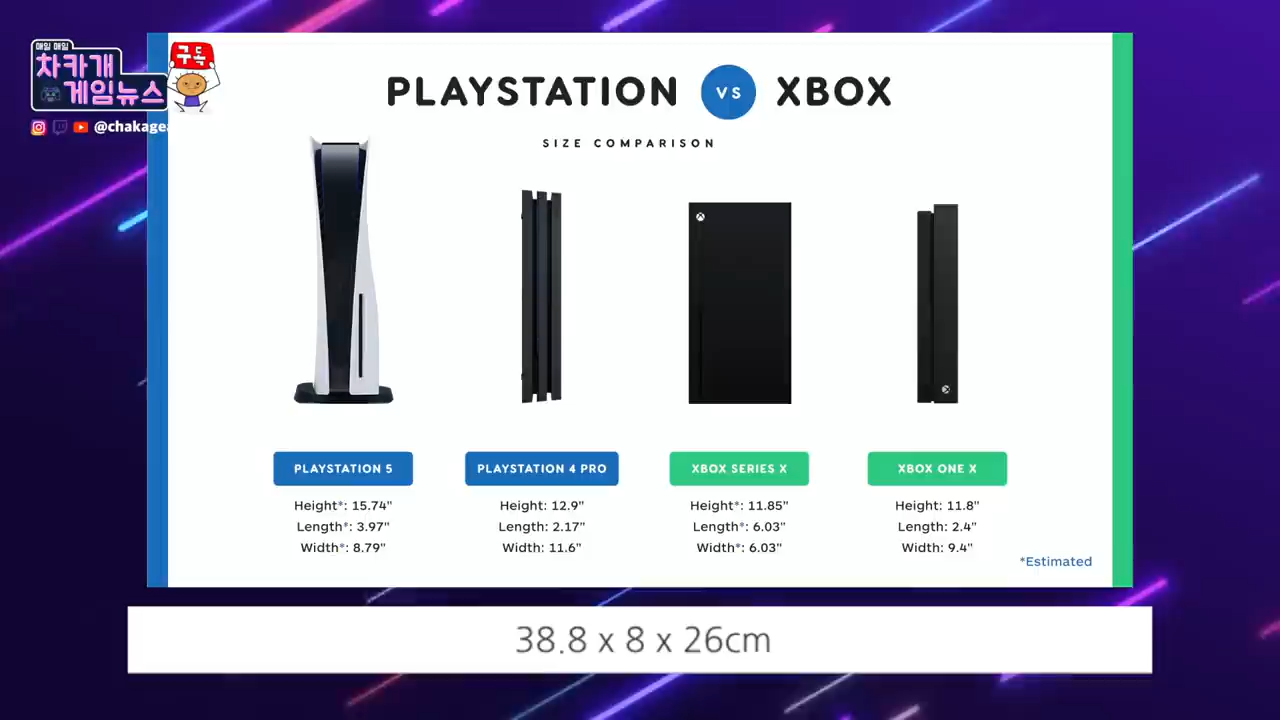 매일 매일
차카개
게임뉴스
구독
@chakagea
PLAYSTATION VS XBOX
SIZE COMPARISON
PLAYSTATION 5
Height*: 15.74"
Length*: 3.97"
Width*: 8.79"
PLAYSTATION 4 PRO
Height: 12.9"
Length: 2.17"
Width: 11.6"
XBOX SERIES X
Height*: 11.85"
Length*: 6.03"
Width*: 6.03"
XBOX ONE X
Height: 11.8"
Length: 2.4"
Width: 9.4"
*Estimated
38.8 x 8 x 26cm